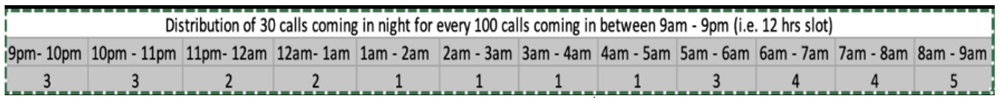 Distribution of 30 calls coming in night for every 100 calls coming in between 9am - 9pm (i.e. 12 hrs slot)
9pm- 10pm 10pm - 11pm 11pm- 12am 12am- 1am 1am - 2am 2am - 3am 3am - 4am 4am - 5am 5am - 6am 6am - 7am 7am - 8am 8am - 9am
3 3 2 2 1 1 1 1 3 4 4 5